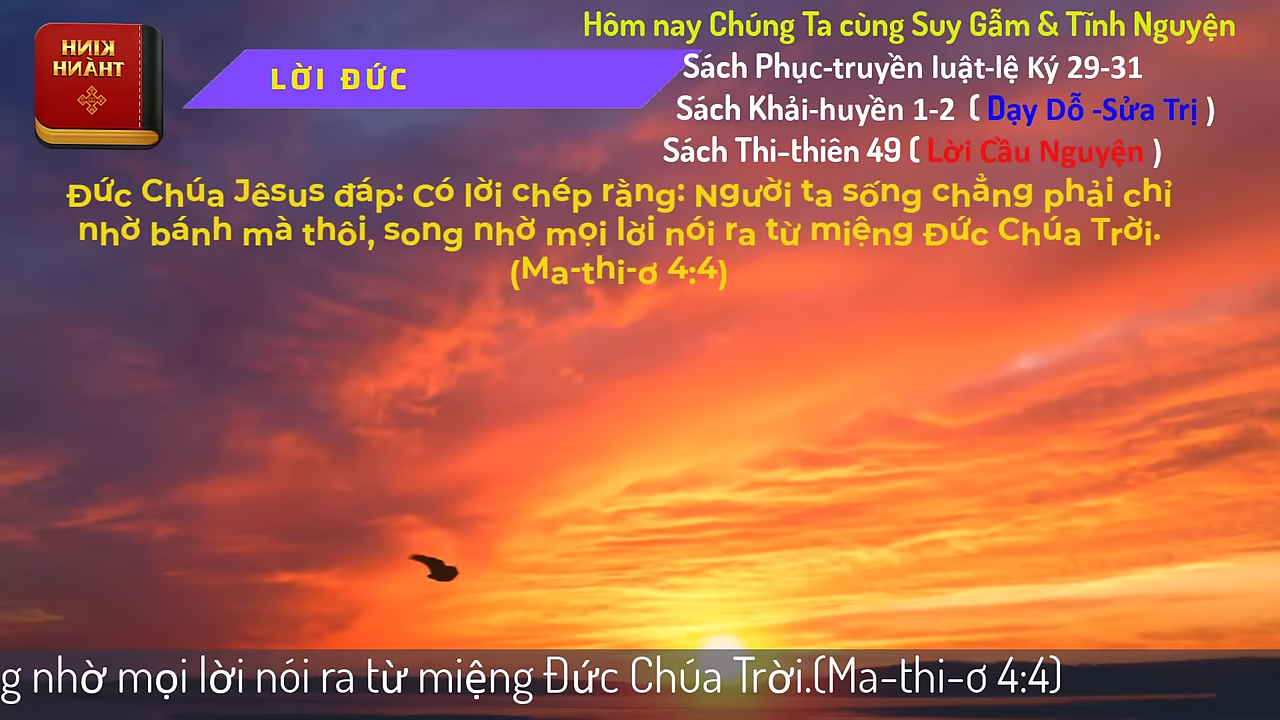 KINH
THÀNH
LỜI ĐỨC
Hôm nay Chúng Ta cùng Suy Gẫm & Tĩnh Nguyện
Sách Phục-truyền luật-lệ Ký 29-31
Sách Khải-huyền 1-2 ( Dạy Dỗ -Sửa Trị )
Sách Thi-thiên 49 ( Lời Cầu Nguyện )
Đức Chúa Jêsus đáp: Có lời chép rằng: Người ta sống chẳng phải chỉ
nhờ bánh mà thôi, song nhờ mọi lời nói ra từ miệng Đức Chúa Trời.
(Ma-thi-ơ 4:4)
g nhờ mọi lời nói ra từ miệng Đức Chúa Trời.(Ma-thi-ơ 4:4)